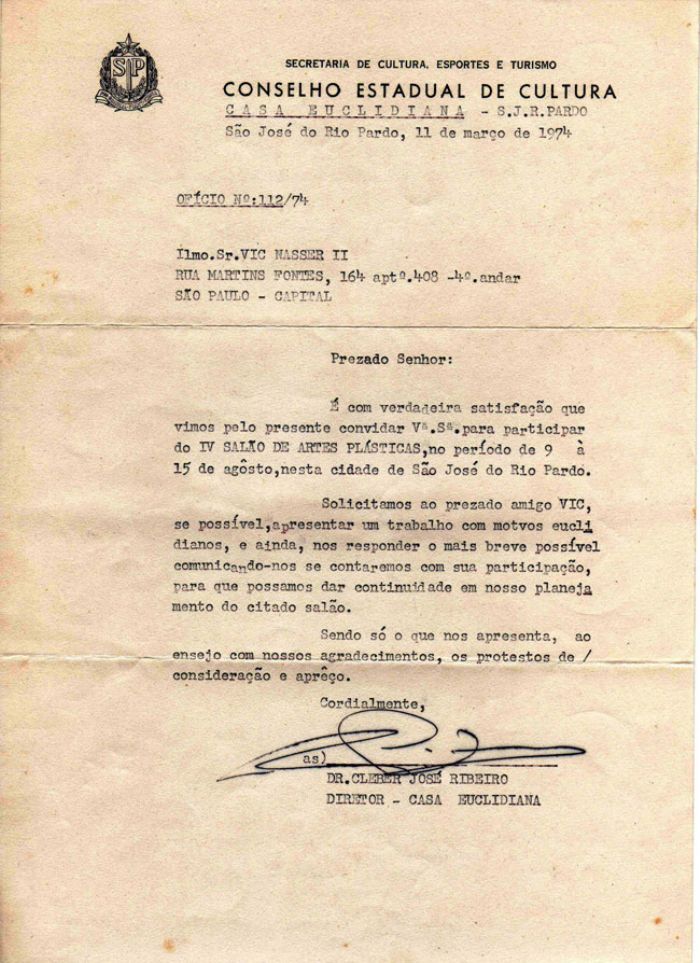 SP
SECRETARIA DE CULTURA, ESPORTES E TURISMO
CONSELHO ESTADUAL DE CULTURA
CASA EUCLIDIANA - S.J.R.PARDO
São José do Rio Pardo, 11 de março de 1974
OFÍCIO Nº:112/74
Ilmo.Sr.VIC NASSER II
RUA MARTINS FONTES, 164 aptº.408 -4º.andar
SÃO PAULO - CAPITAL
Prezado Senhor:
É com verdadeira satisfação que
vimos pelo presente convidar Vª.Sª.para participar
do IV SALÃO DE ARTES PLÁSTICAS,no período de 9 à
15 de agôsto,nesta cidade de São José do Rio Pardo.
Solicitamos ao prezado amigo VIC,
se possível,apresentar um trabalho com motvos eucli
dianos, e ainda, nos responder o mais breve possível
comunicando-nos se contaremos com sua participação,
para que possamos dar continuidade em nosso planeja
mento do citado salão.
Sendo só o que nos apresenta, ao
ensejo com nossos agradecimentos, os protestos de /
consideração e aprêço.
Cordialmente,
as)
DR.CLEBER JOSÉ RIBEIRO
DIRETOR - CASA EUCLIDIANA